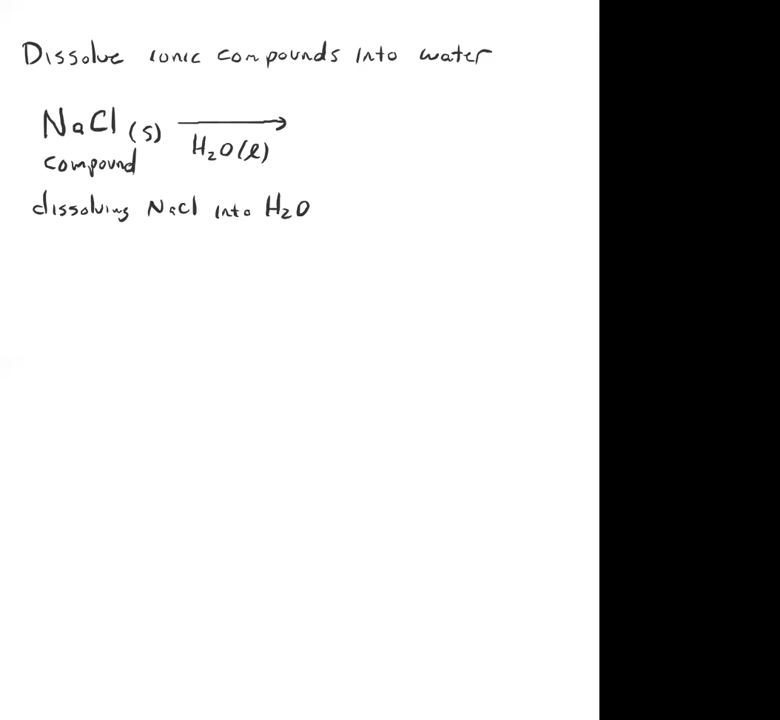 Dissolve ionic compounds into water
NaCl (s) ⟶ H₂O(l)
compound
dissolving NaCl into H₂O